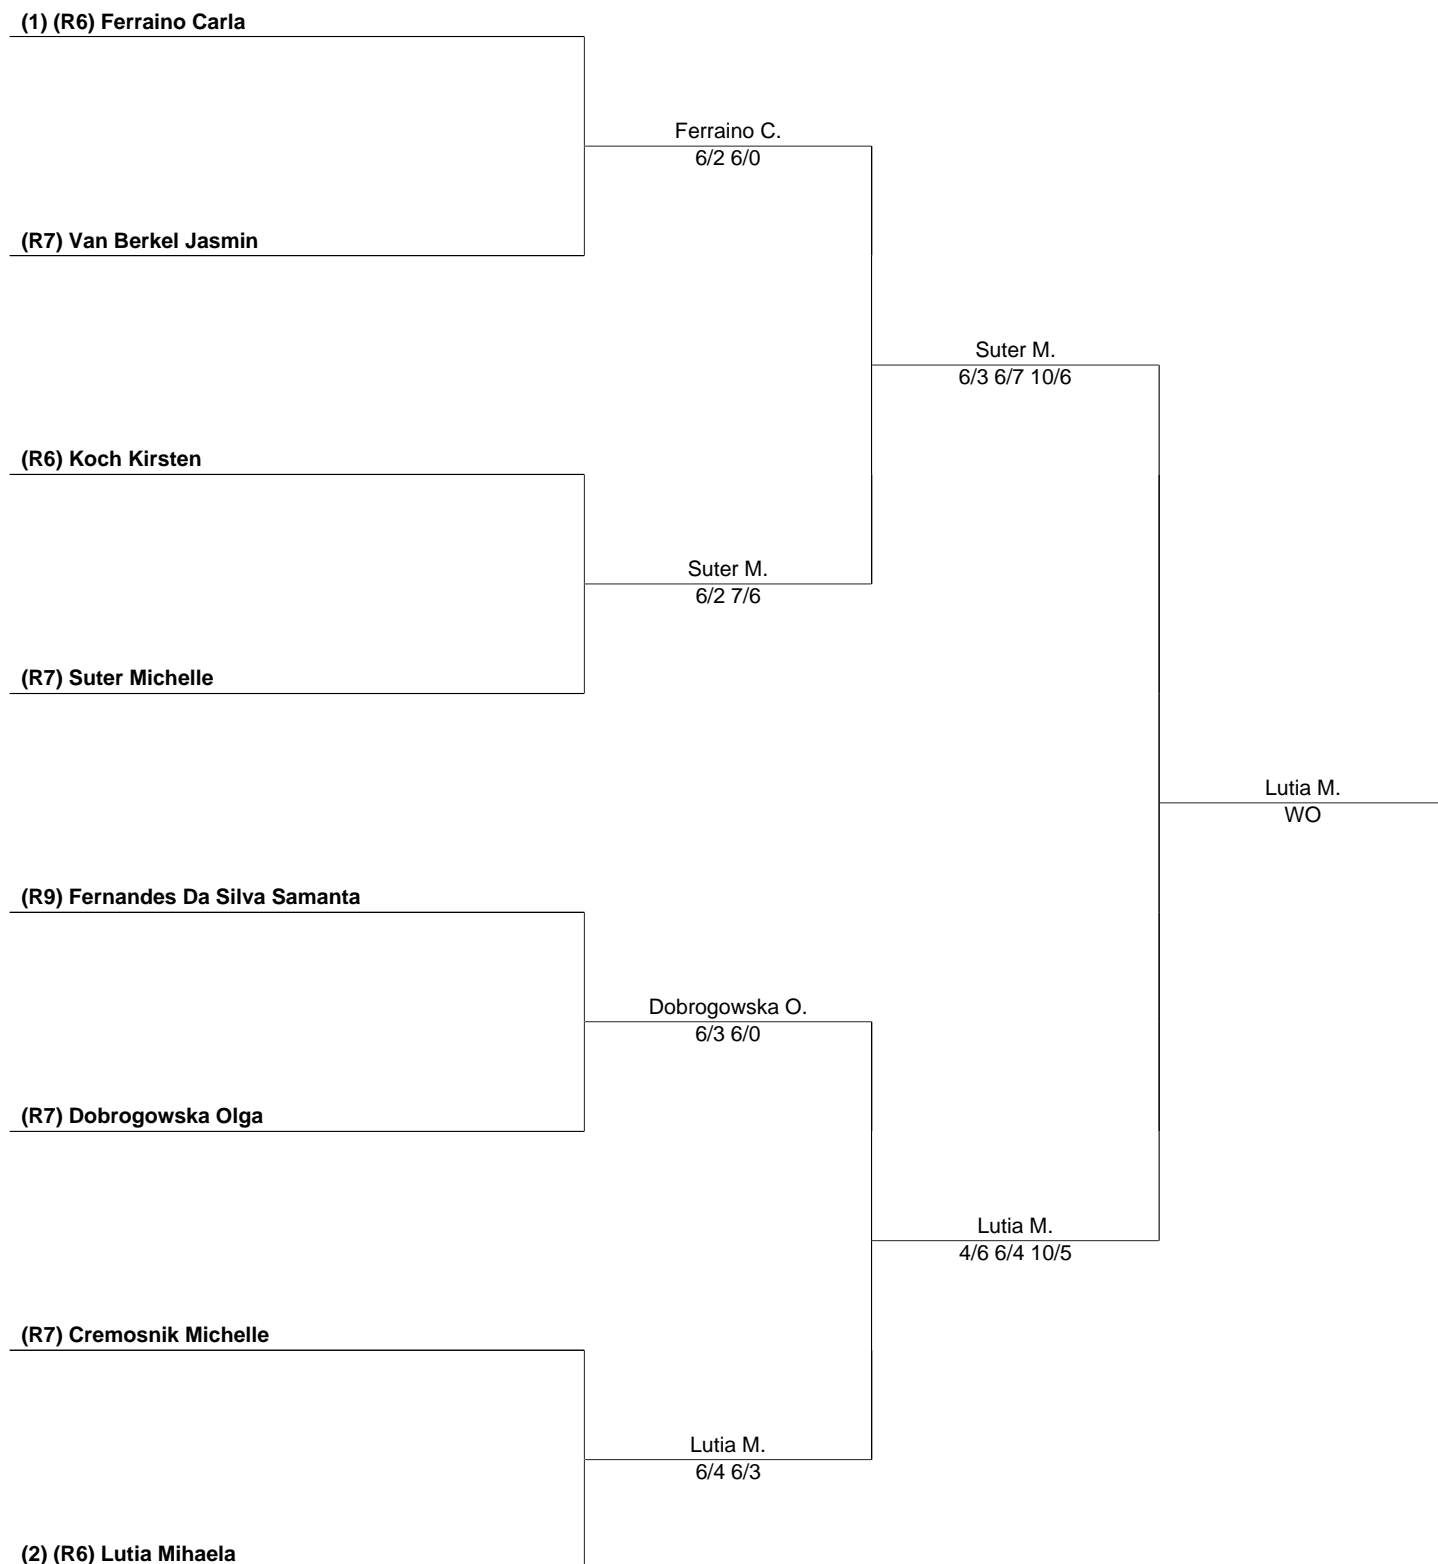 (1) (R6) Ferraino Carla
Ferraino C.
6/2 6/0
(R7) Van Berkel Jasmin
Suter M.
6/3 6/7 10/6
(R6) Koch Kirsten
Suter M.
6/2 7/6
(R7) Suter Michelle
Lutia M.
WO
(R9) Fernandes Da Silva Samanta
Dobrogowska O.
6/3 6/0
(R7) Dobrogowska Olga
Lutia M.
4/6 6/4 10/5
(R7) Cremosnik Michelle
Lutia M.
6/4 6/3
(2) (R6) Lutia Mihaela